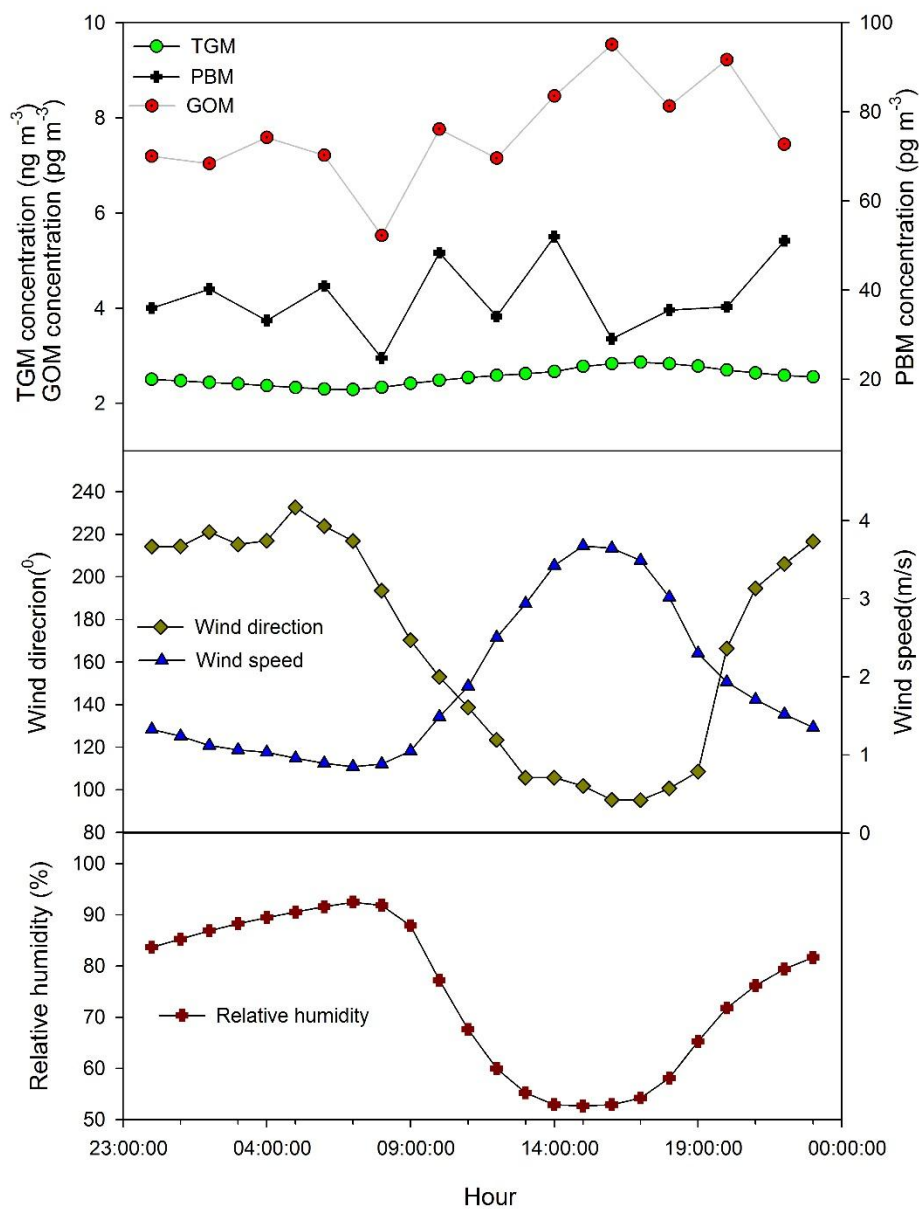 TGM
PBM
GOM
TGM concentration (ng m⁻³)
GOM concentration (pg m⁻³)
10
8
6
4
2
PBM concentration (pg m⁻³)
100
80
60
40
20
Wind direcrion(⁰)
240
220
200
180
160
140
120
100
80
Wind direction
Wind speed
Wind speed(m/s)
4
3
2
1
0
Relative humidity (%)
100
90
80
70
60
50
Relative humidity
23:00:00 04:00:00 09:00:00 14:00:00 19:00:00 00:00:00
Hour